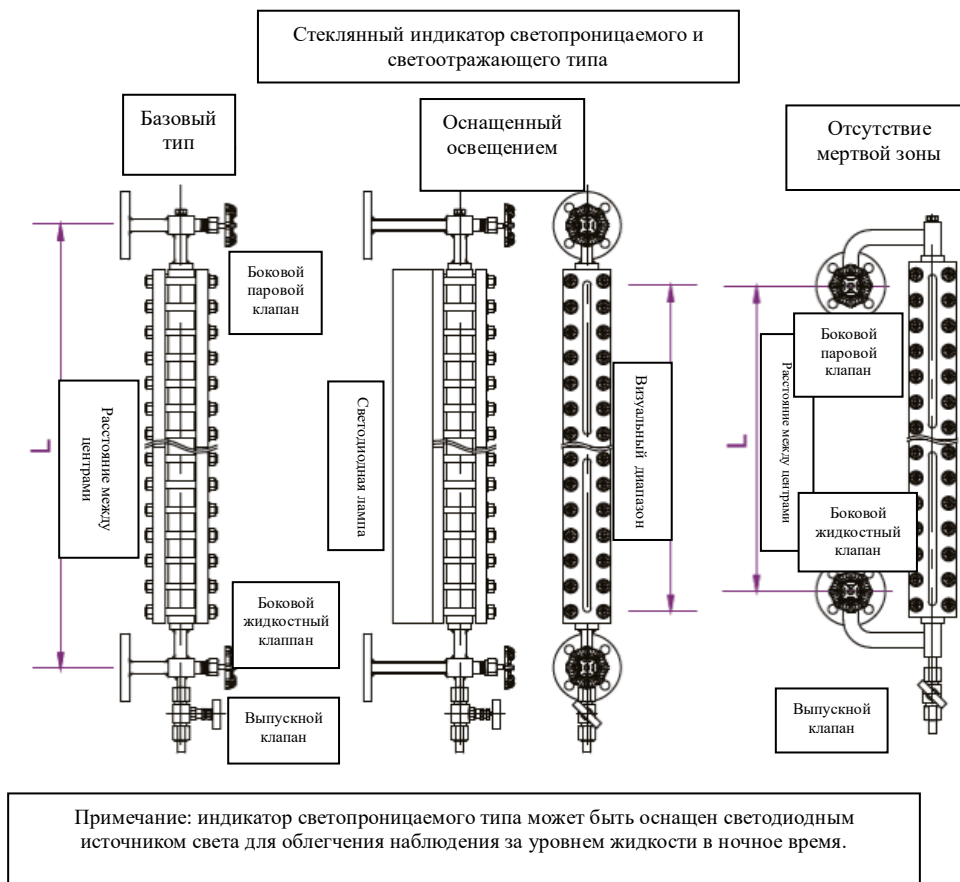 Стеклянный индикатор светопроницаемого и
светоотражающего типа
Базовый
тип
Оснащенный
освещением
Отсутствие
мертвой зоны
Боковой
паровой
клапан
L
Расстояние между
центрами
Светодиодная лампа
Визуальный диапазон
Боковой
паровой
клапан
L
Расстояние между
центрами
Боковой
жидкостный
клаппан
Боковой
жидкостный
клапан
Выпускной
клапан
Выпускной
клапан
Примечание: индикатор светопроницаемого типа может быть оснащен светодиодным
источником света для облегчения наблюдения за уровнем жидкости в ночное время.